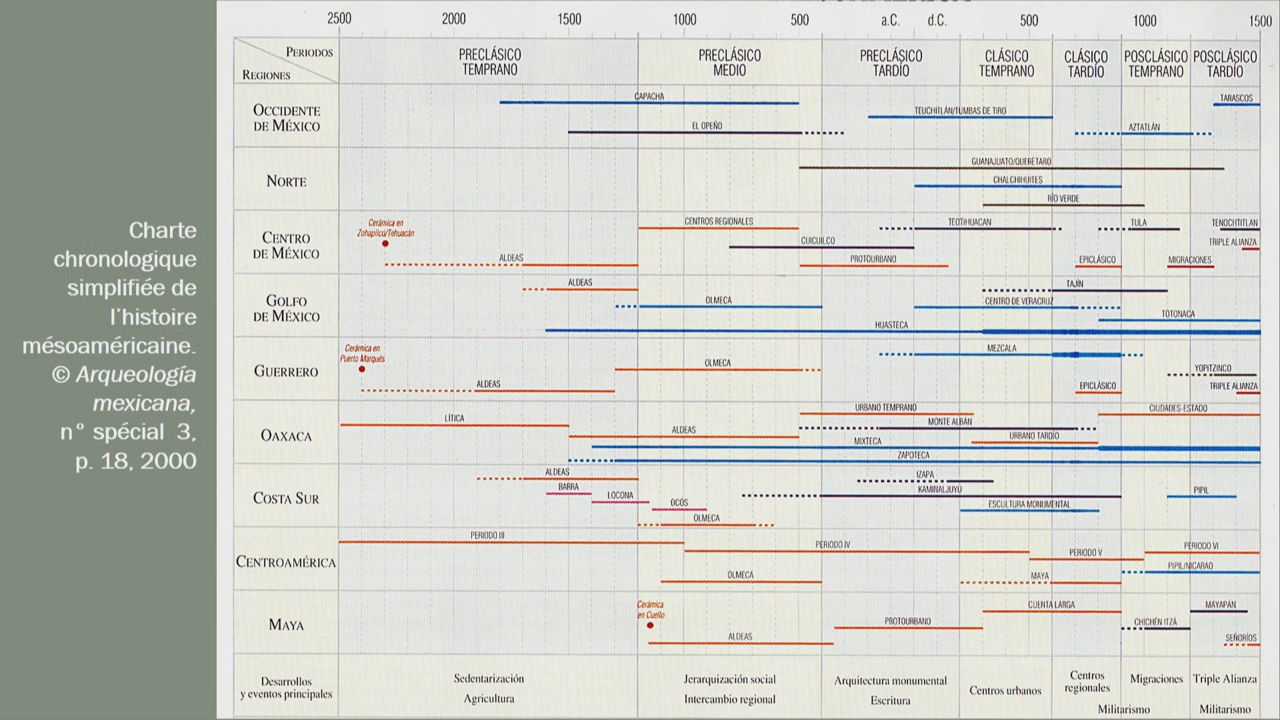 Charte
chronologique
simplifiée de
l'histoire
mésoaméricaine.
© Arqueología
mexicana,
n° spécial 3,
p. 18, 2000
2500 2000 1500 1000 500 a.C. d.C. 500 1000 1500
PERIODOS
REGIONES
PRECLÁSICO
TEMPRANO
PRECLÁSICO
MEDIO
PRECLÁSICO
TARDÍO
CLÁSICO
TEMPRANO
CLÁSICO
TARDÍO
POSCLÁSICO
TEMPRANO
POSCLÁSICO
TARDÍO
OCCIDENTE
DE MÉXICO
CAPACHA
TARASCOS
TEUCHITLÁN/TUMBAS DE TIRO
EL OPEÑO
AZTATLÁN
NORTE
GUANAJUATO/QUERÉTARO
CHALCHIHUITES
RÍO VERDE
CENTRO
DE MÉXICO
Cerámica en
Zohapilco/Tehuacán
CENTROS REGIONALES
TEOTIHUACAN
TULA
TENOCHTITLAN
CUICUILCO
TRIPLE ALIANZA
ALDEAS
PROTOURBANO
EPICLÁSICO
MIGRACIONES
GOLFO
DE MÉXICO
ALDEAS
TAJÍN
OLMECA
CENTRO DE VERACRUZ
TOTONACA
HUASTECA
GUERRERO
Cerámica en
Puerto Marqués
MEZCALA
OLMECA
YOPITZINCO
ALDEAS
EPICLÁSICO
TRIPLE ALIANZA
OAXACA
URBANO TEMPRANO
CIUDADES-ESTADO
LÍTICA
MONTE ALBÁN
ALDEAS
URBANO TARDÍO
MIXTECA
ZAPOTECA
COSTA SUR
ALDEAS
IZAPA
BARRA
KAMINALJUYÚ
PIPIL
LOCONA
OCÓS
ESCULTURA MONUMENTAL
OLMECA
CENTROAMÉRICA
PERIODO III
PERIODO IV
PERIODO V
PERIODO VI
PIPIL/NICARAO
OLMECA
MAYA
MAYA
Cerámica
en Cuello
CUENTA LARGA
MAYAPÁN
PROTOURBANO
CHICHÉN ITZÁ
ALDEAS
SEÑORÍOS
Desarrollos
y eventos principales
Sedentarización
Agricultura
Jerarquización social
Intercambio regional
Arquitectura monumental
Escritura
Centros urbanos
Centros
regionales
Migraciones
Triple Alianza
Militarismo
Militarismo